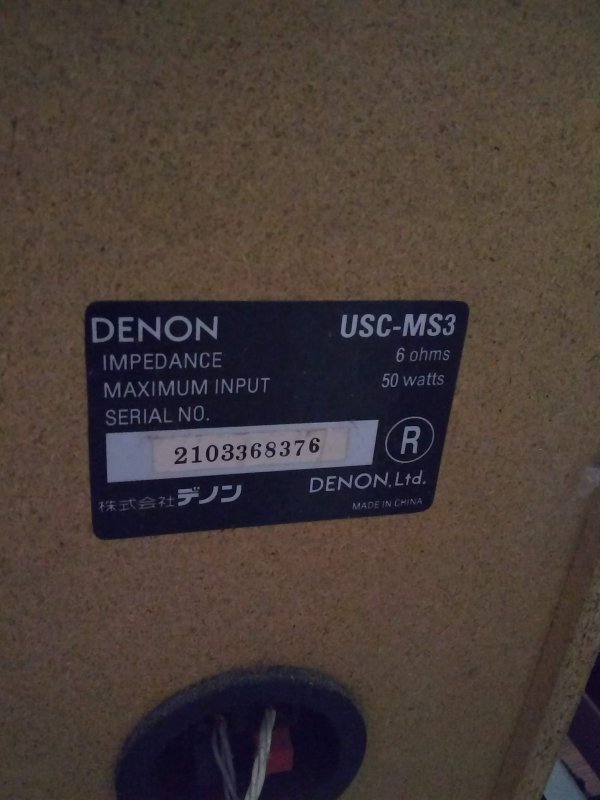 DENON USC-MS3
IMPEDANCE 6 ohms
MAXIMUM INPUT 50 watts
SERIAL NO.
2103368376 R
株式会社デノン DENON, Ltd.
MADE IN CHINA